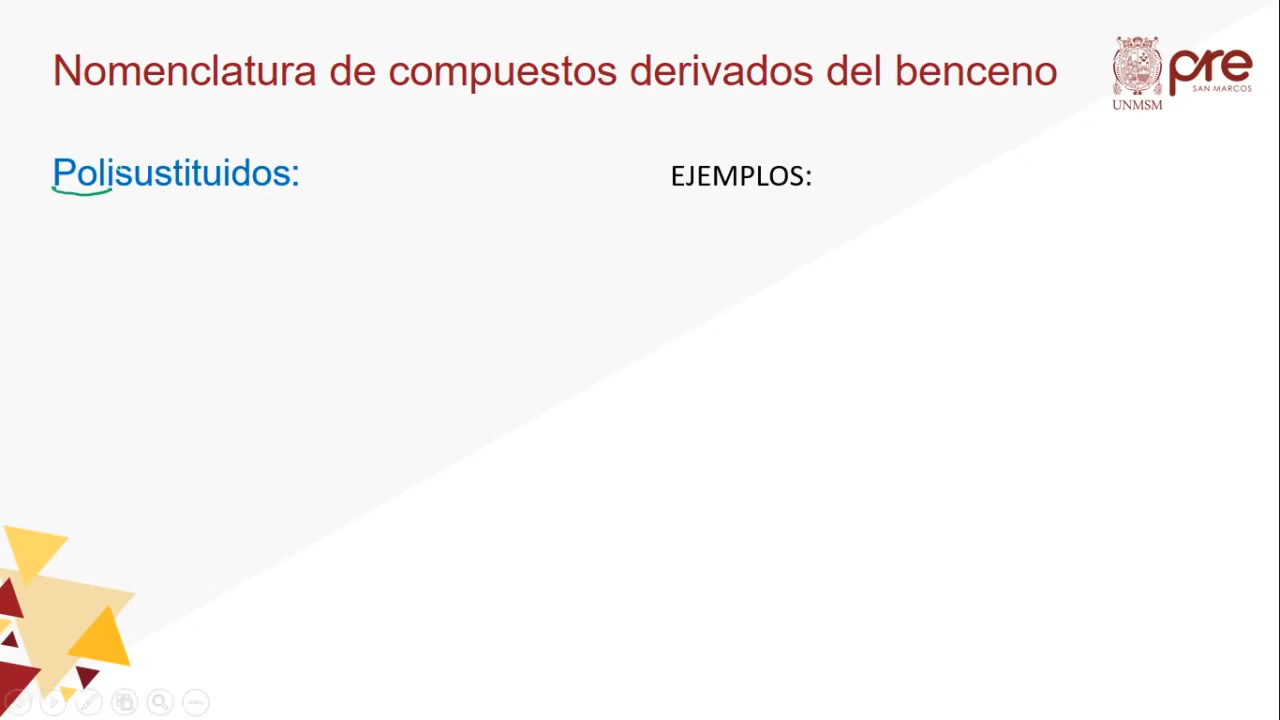 Nomenclatura de compuestos derivados del benceno
UNMSM
pre
SAN MARCOS
Polisustituidos:
EJEMPLOS: